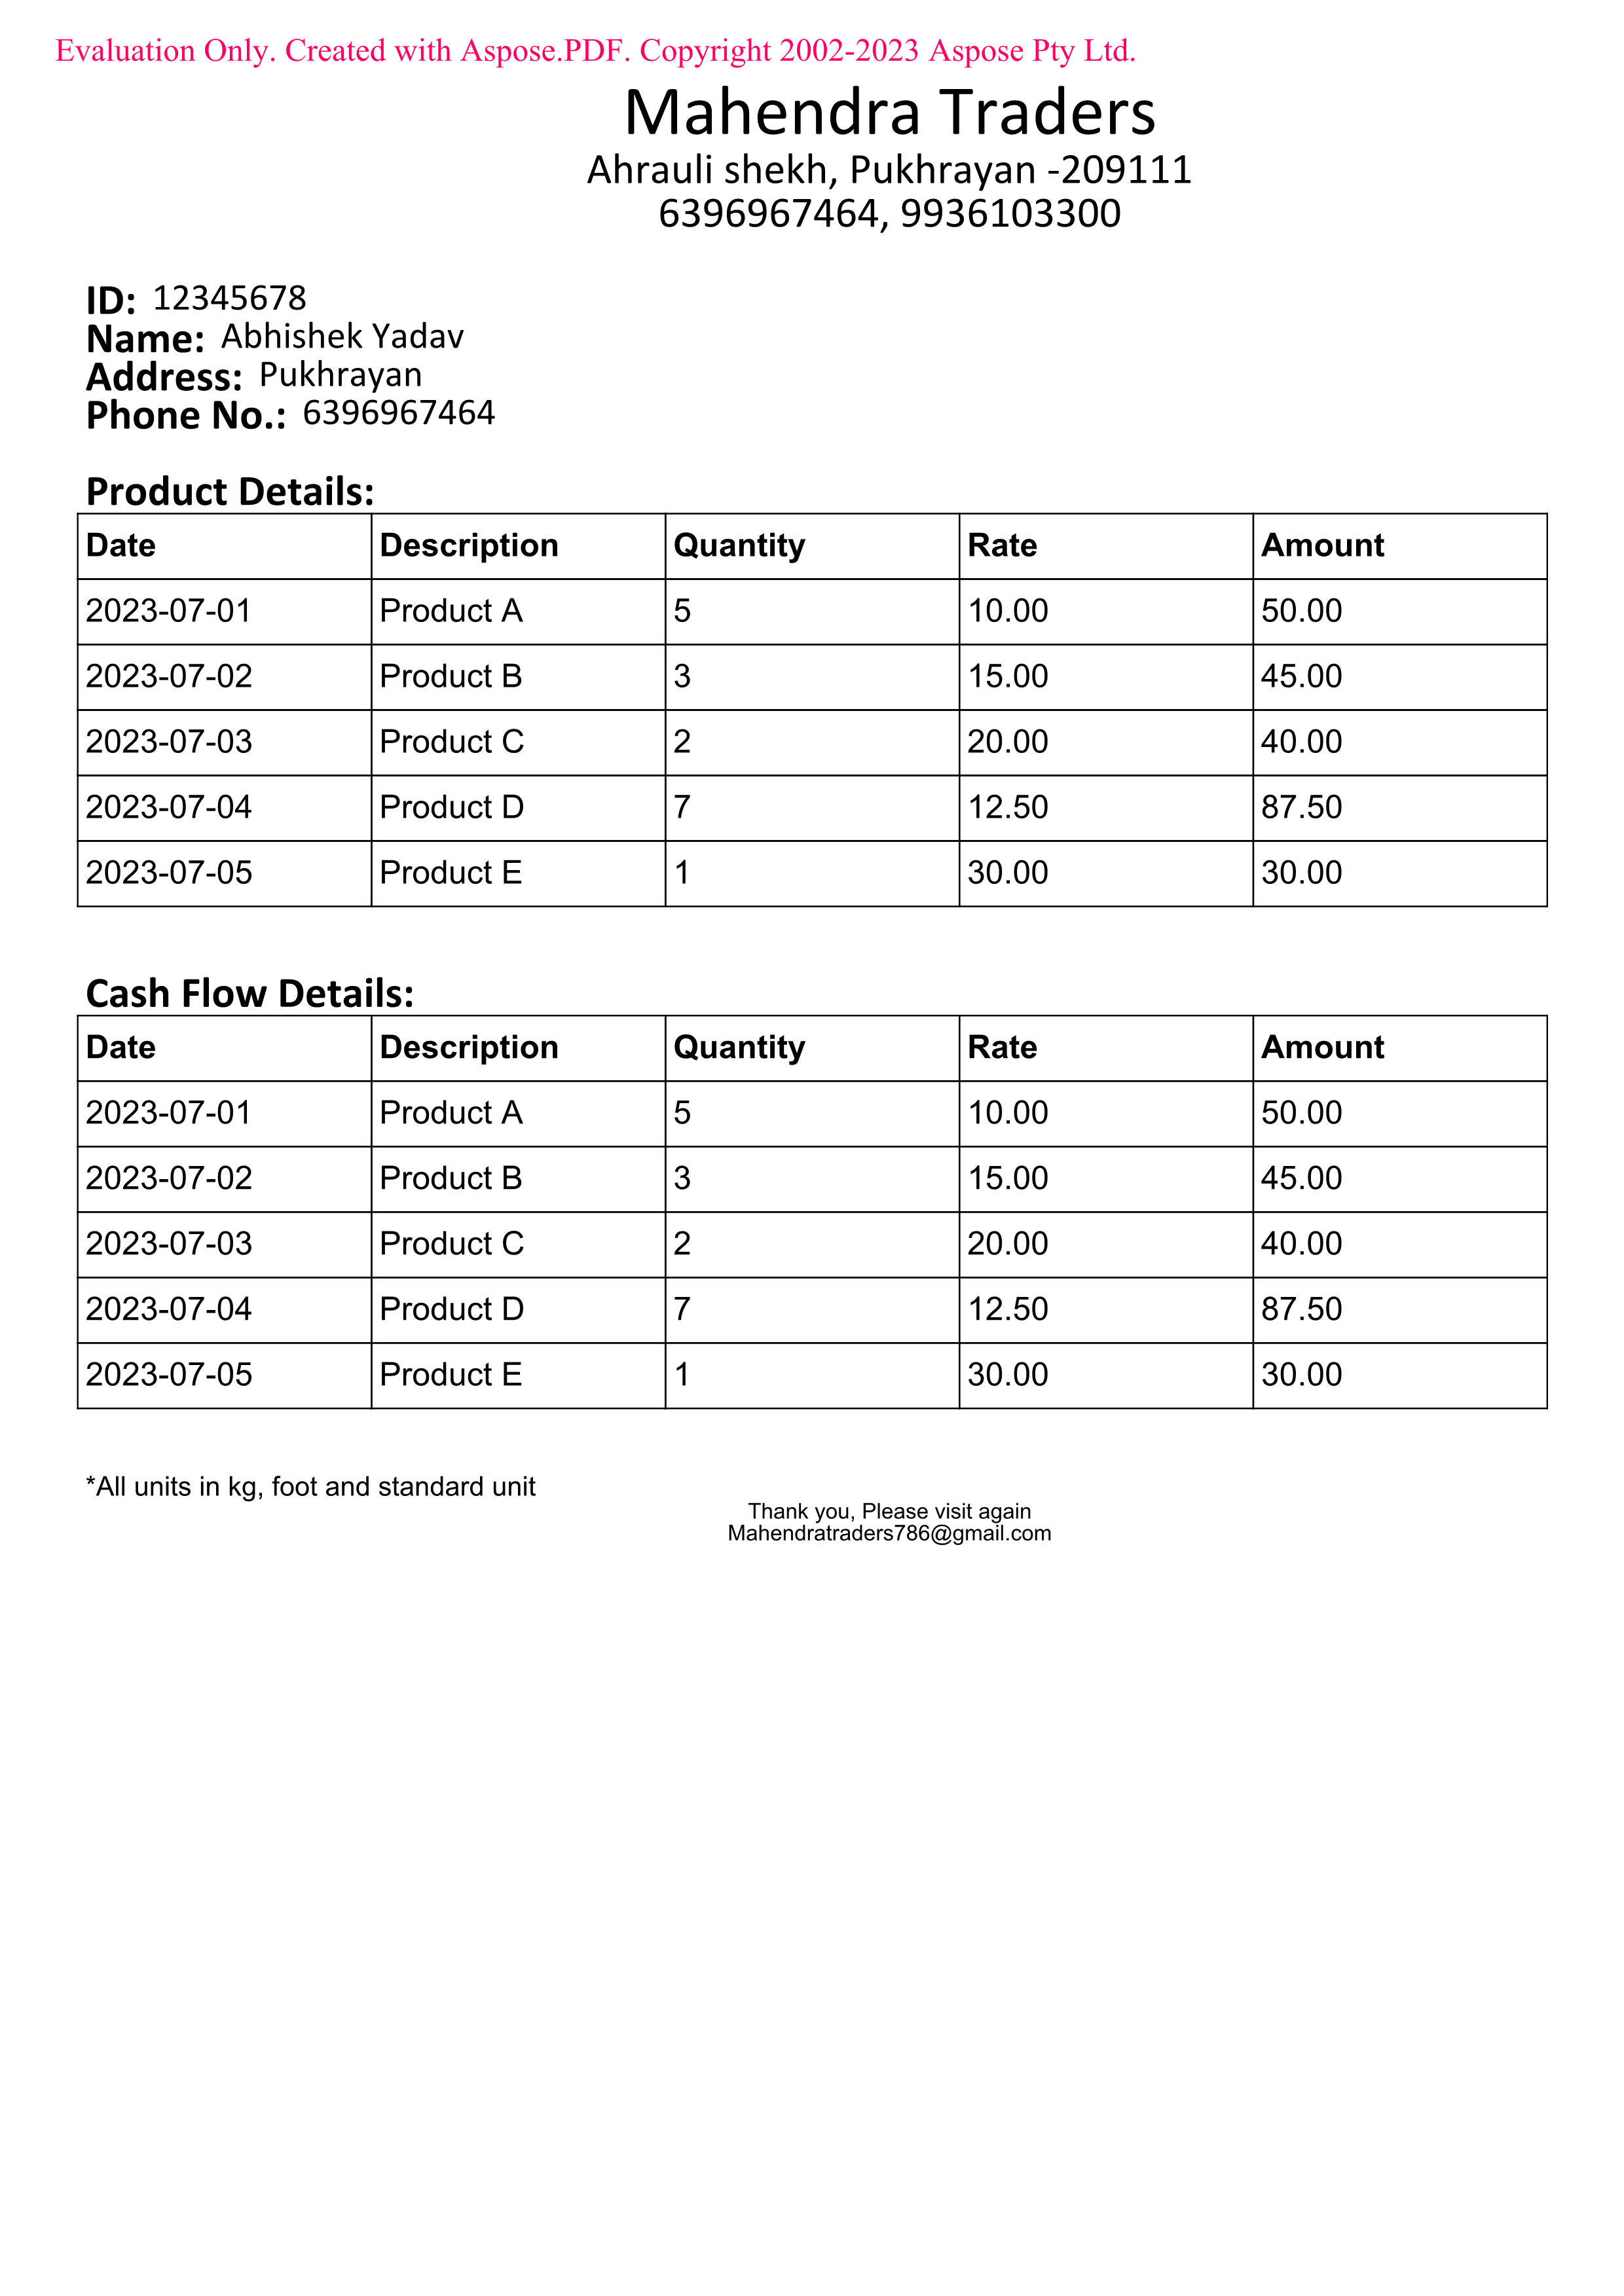 Evaluation Only. Created with Aspose.PDF. Copyright 2002-2023 Aspose Pty Ltd.
Mahendra Traders
Ahrauli shekh, Pukhrayan -209111
6396967464, 9936103300
ID: 12345678
Name: Abhishek Yadav
Address: Pukhrayan
Phone No.: 6396967464
Product Details:
Date Description Quantity Rate Amount
2023-07-01 Product A 5 10.00 50.00
2023-07-02 Product B 3 15.00 45.00
2023-07-03 Product C 2 20.00 40.00
2023-07-04 Product D 7 12.50 87.50
2023-07-05 Product E 1 30.00 30.00
Cash Flow Details:
Date Description Quantity Rate Amount
2023-07-01 Product A 5 10.00 50.00
2023-07-02 Product B 3 15.00 45.00
2023-07-03 Product C 2 20.00 40.00
2023-07-04 Product D 7 12.50 87.50
2023-07-05 Product E 1 30.00 30.00
*All units in kg, foot and standard unit
Thank you, Please visit again
Mahendratraders786@gmail.com